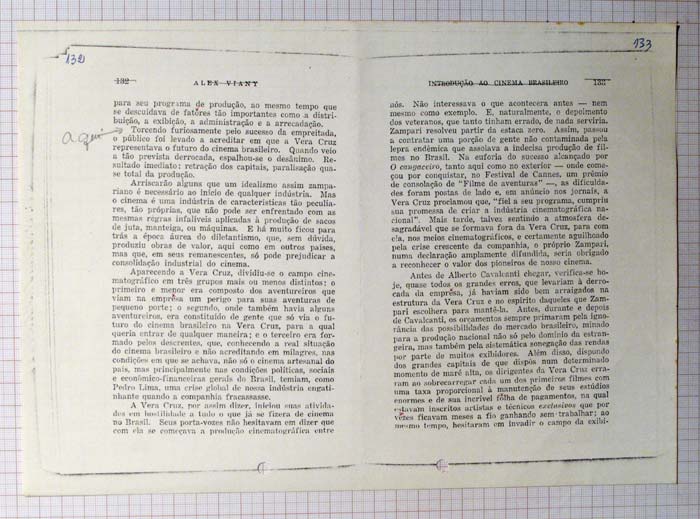 132
132 ALEX VIANY
para seu programa de produção, ao mesmo tempo que
se descuidava de fatôres tão importantes como a distri-
buição, a exibição, a administração e a arrecadação.
aqui
Torcendo furiosamente pelo sucesso da empreitada,
o público foi levado a acreditar em que a Vera Cruz
representava o futuro do cinema brasileiro. Quando veio
a tão prevista derrocada, espalhou-se o desânimo. Re-
sultado imediato: retração dos capitais, paralisação qua-
se total da produção.
Arriscarão alguns que um idealismo assim zampa-
riano é necessário ao início de qualquer indústria. Mas
o cinema é uma indústria de características tão peculia-
res, tão próprias, que não pode ser enfrentado com as
mesmas regras infalíveis aplicadas à produção de sacos
de juta, manteiga, ou máquinas. E há muito ficou para
trás a época áurea do diletantismo, que, sem dúvida,
produziu obras de valor, aqui como em outros países,
mas que, em seus remanescentes, só pode prejudicar a
consolidação industrial do cinema.
Aparecendo a Vera Cruz, dividiu-se o campo cine-
matográfico em três grupos mais ou menos distintos: o
primeiro e menor era composto dos aventureiros que
viam na emprêsa um perigo para suas aventuras de
pequeno porte; o segundo, onde também havia alguns
aventureiros, era constituído de gente que só via o fu-
turo do cinema brasileiro na Vera Cruz, para a qual
queria entrar de qualquer maneira; e o terceiro era for-
mado pelos descrentes, que, conhecendo a real situação
do cinema brasileiro e não acreditando em milagres, nas
condições em que se achava, não só o cinema artesanal do
país, mas principalmente nas condições políticas, sociais
e econômico-financeiras gerais do Brasil, temiam, como
Pedro Lima, uma crise global de nossa indústria engati-
nhante quando a companhia fracassasse.
A Vera Cruz, por assim dizer, iniciou suas ativida-
des em hostilidade a tudo o que já se fizera de cinema
no Brasil. Seus porta-vozes não hesitavam em dizer que
com ela se começava a produção cinematográfica entre
133
INTRODUÇÃO AO CINEMA BRASILEIRO 133
nós. Não interessava o que acontecera antes — nem
mesmo como exemplo. E, naturalmente, o depoimento
dos veteranos, que tanto tinham errado, de nada serviria.
Zampari resolveu partir da estaca zero. Assim, passou
a contratar uma porção de gente não contaminada pela
lepra endêmica que assolava a indecisa produção de fil-
mes no Brasil. Na euforia do sucesso alcançado por
O cangaceiro, tanto aqui como no exterior — onde come-
çou por conquistar, no Festival de Cannes, um prêmio
de consolação de "Filme de aventuras" —, as dificulda-
des foram postas de lado e, em anúncio nos jornais, a
Vera Cruz proclamou que, "fiel a seu programa, cumpriu
sua promessa de criar a indústria cinematográfica na-
cional". Mais tarde, talvez sentindo a atmosfera de-
sagradável que se formava fora da Vera Cruz, para com
ela, nos meios cinematográficos, e certamente aguilhoado
pela crise crescente da companhia, o próprio Zampari,
numa declaração amplamente difundida, seria obrigado
a reconhecer o valor dos pioneiros de nosso cinema.
Antes de Alberto Cavalcanti chegar, verifica-se ho-
je, quase todos os grandes erros, que levariam à derro-
cada da emprêsa, já haviam sido bem arraigados na
estrutura da Vera Cruz e no espírito daqueles que Zam-
pari escolhera para mantê-la. Antes, durante e depois
de Cavalcanti, os orçamentos sempre primaram pela igno-
rância das possibilidades do mercado brasileiro, minado
para a produção nacional não só pelo domínio da estran-
geira, mas também pela sistemática sonegação das rendas
por parte de muitos exibidores. Além disso, dispondo
dos grandes capitais de que dispôs num determinado
momento de maré alta, os dirigentes da Vera Cruz erra-
ram ao sobrecarregar cada um dos primeiros filmes com
uma taxa proporcional à manutenção de seus estúdios
enormes e de sua incrível fôlha de pagamentos, na qual
estavam inscritos artistas e técnicos exclusivos que por
vêzes ficavam meses a fio ganhando sem trabalhar; ao
mesmo tempo, hesitaram em invadir o campo da exibi-